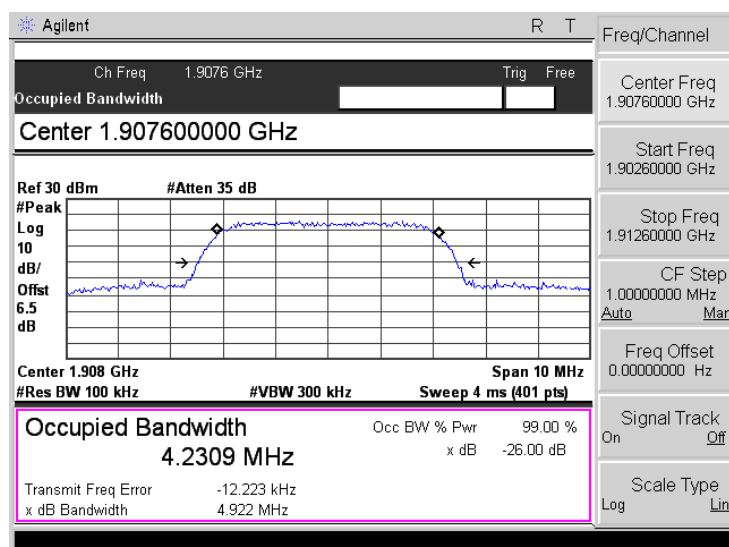 Agilent R T
Ch Freq 1.9076 GHz Trig Free
Occupied Bandwidth
Center 1.907600000 GHz
Ref 30 dBm #Atten 35 dB
#Peak
Log
10
dB/
Offst
6.5
dB
Center 1.908 GHz Span 10 MHz
#Res BW 100 kHz #VBW 300 kHz Sweep 4 ms (401 pts)
Occupied Bandwidth Occ BW % Pwr 99.00 %
4.2309 MHz x dB -26.00 dB
Transmit Freq Error -12.223 kHz
x dB Bandwidth 4.922 MHz
Freq/Channel
Center Freq
1.90760000 GHz
Start Freq
1.90260000 GHz
Stop Freq
1.91260000 GHz
CF Step
1.00000000 MHz
Auto Man
Freq Offset
0.00000000 Hz
Signal Track
On Off
Scale Type
Log Lin